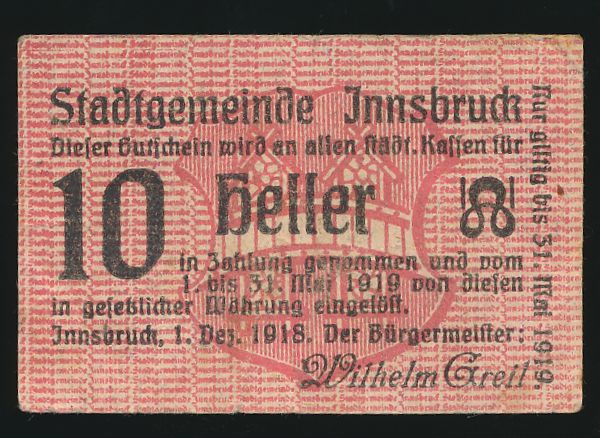 Stadtgemeinde Innsbruck
Dieser Gutschein wird an allen städt. Kassen für
10 Heller
in Zahlung genommen und vom
1. bis 31. Mai 1919 von diesen
in gesetzlicher Währung eingelöst.
Innsbruck, 1. Dez. 1918. Der Bürgermeister:
Wilhelm Greil
Nur gültig bis 31. Mai 1919.